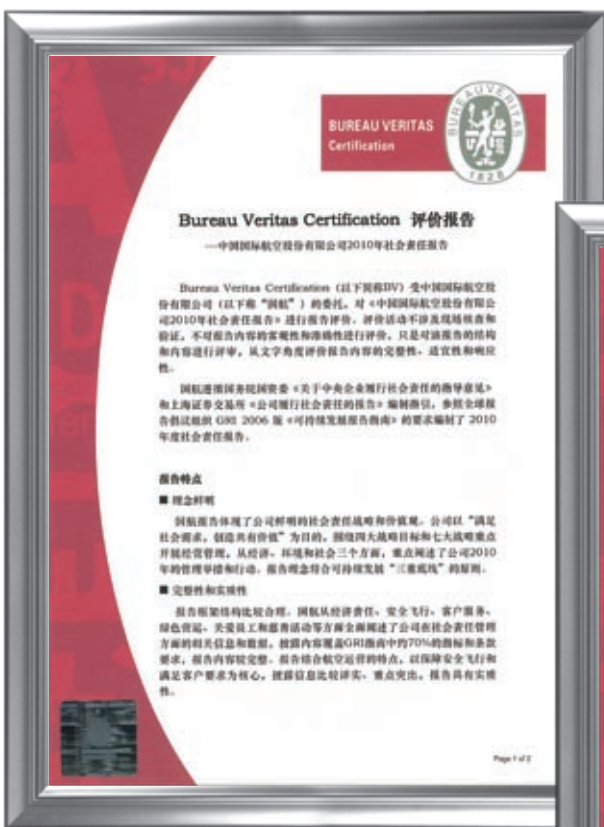 BUREAU VERITAS
Certification
BUREAU VERITAS
1828
Bureau Veritas Certification 评价报告
—中国国际航空股份有限公司2010年社会责任报告
Bureau Veritas Certification（以下简称BV）受中国国际航空股
份有限公司（以下称“国航”）的委托，对《中国国际航空股份有限公
司2010年社会责任报告》进行报告评价。评价活动不涉及现场核查和
验证，不对报告内容的客观性和准确性进行评价，只是对该报告的结构
和内容进行评审，从文字角度评价报告内容的完整性、适宜性和响应
性。
国航遵循国务院国资委《关于中央企业履行社会责任的指导意见》
和上海证券交易所《公司履行社会责任的报告》编制指引，参照全球报
告倡议组织 GRI 2006 版《可持续发展报告指南》的要求编制了 2010
年度社会责任报告。
报告特点
■ 理念鲜明
国航报告体现了公司鲜明的社会责任战略和价值观。公司以“满足
社会需求，创造共有价值”为目的，围绕四大战略目标和七大战略重点
开展经营管理，从经济、环境和社会三个方面，重点阐述了公司2010
年的管理举措和行动。报告理念符合可持续发展“三重底线”的原则。
■ 完整性和实质性
报告框架结构比较合理。国航从经济责任、安全飞行、客户服务、
绿色营运、关爱员工和慈善活动等方面全面阐述了公司在社会责任管理
方面的相关信息和数据。披露内容覆盖GRI指南中约70%的指标和条款
要求，报告内容较完整。报告结合航空运营的特点，以保障安全飞行和
满足客户要求为核心，披露信息比较详实、重点突出。报告具有实质
性。
Page 1 of 2